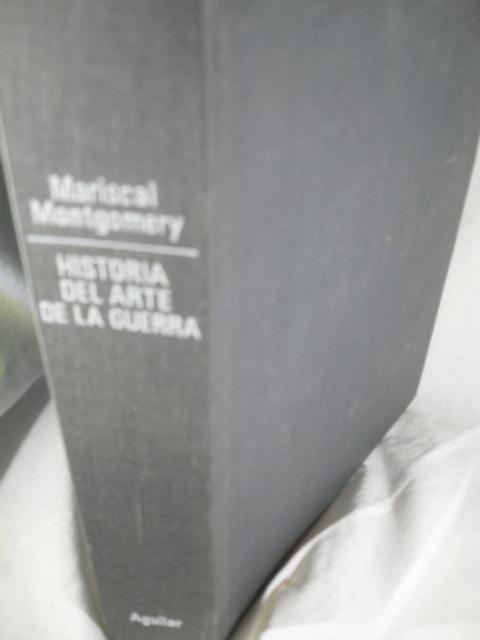 Mariscal
Montgomery
HISTORIA
DEL ARTE
DE LA GUERRA
Aguilar